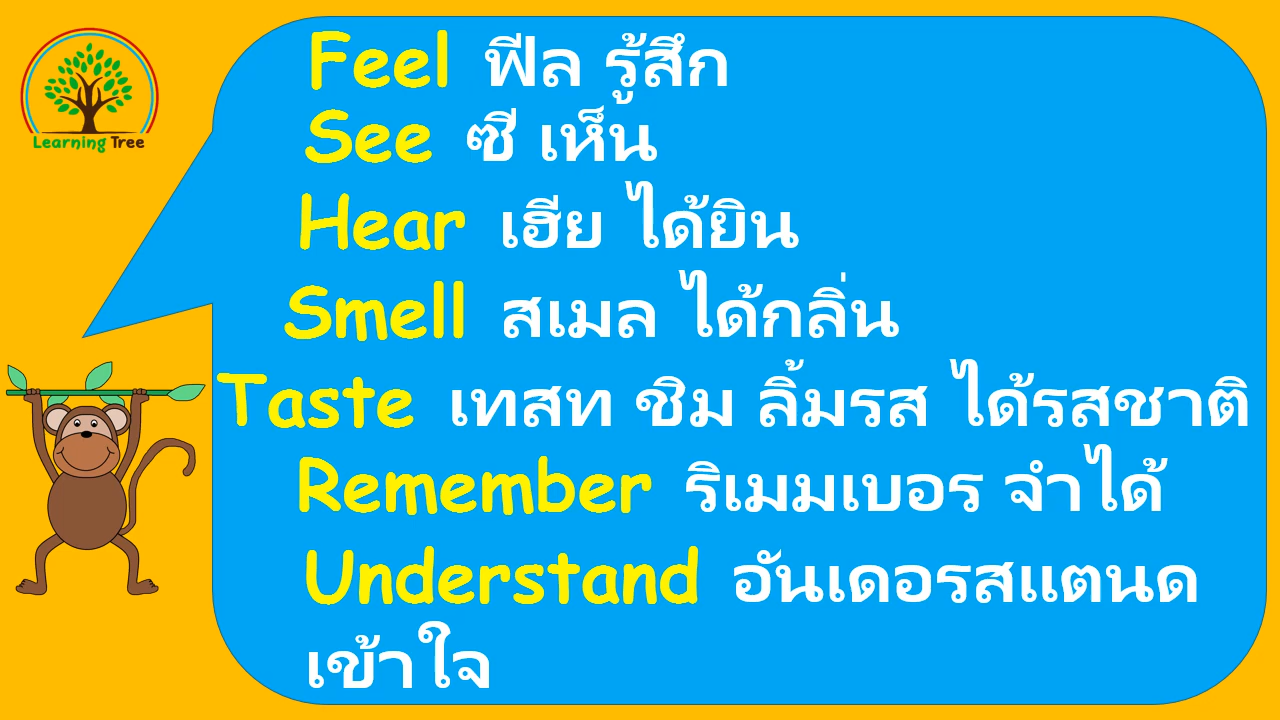 Learning Tree
Feel ฟีล รู้สึก
See ซี เห็น
Hear เฮีย ได้ยิน
Smell สเมล ได้กลิ่น
Taste เทสท ชิม ลิ้มรส ได้รสชาติ
Remember ริเมมเบอร จำได้
Understand อันเดอรสแตนด
เข้าใจ